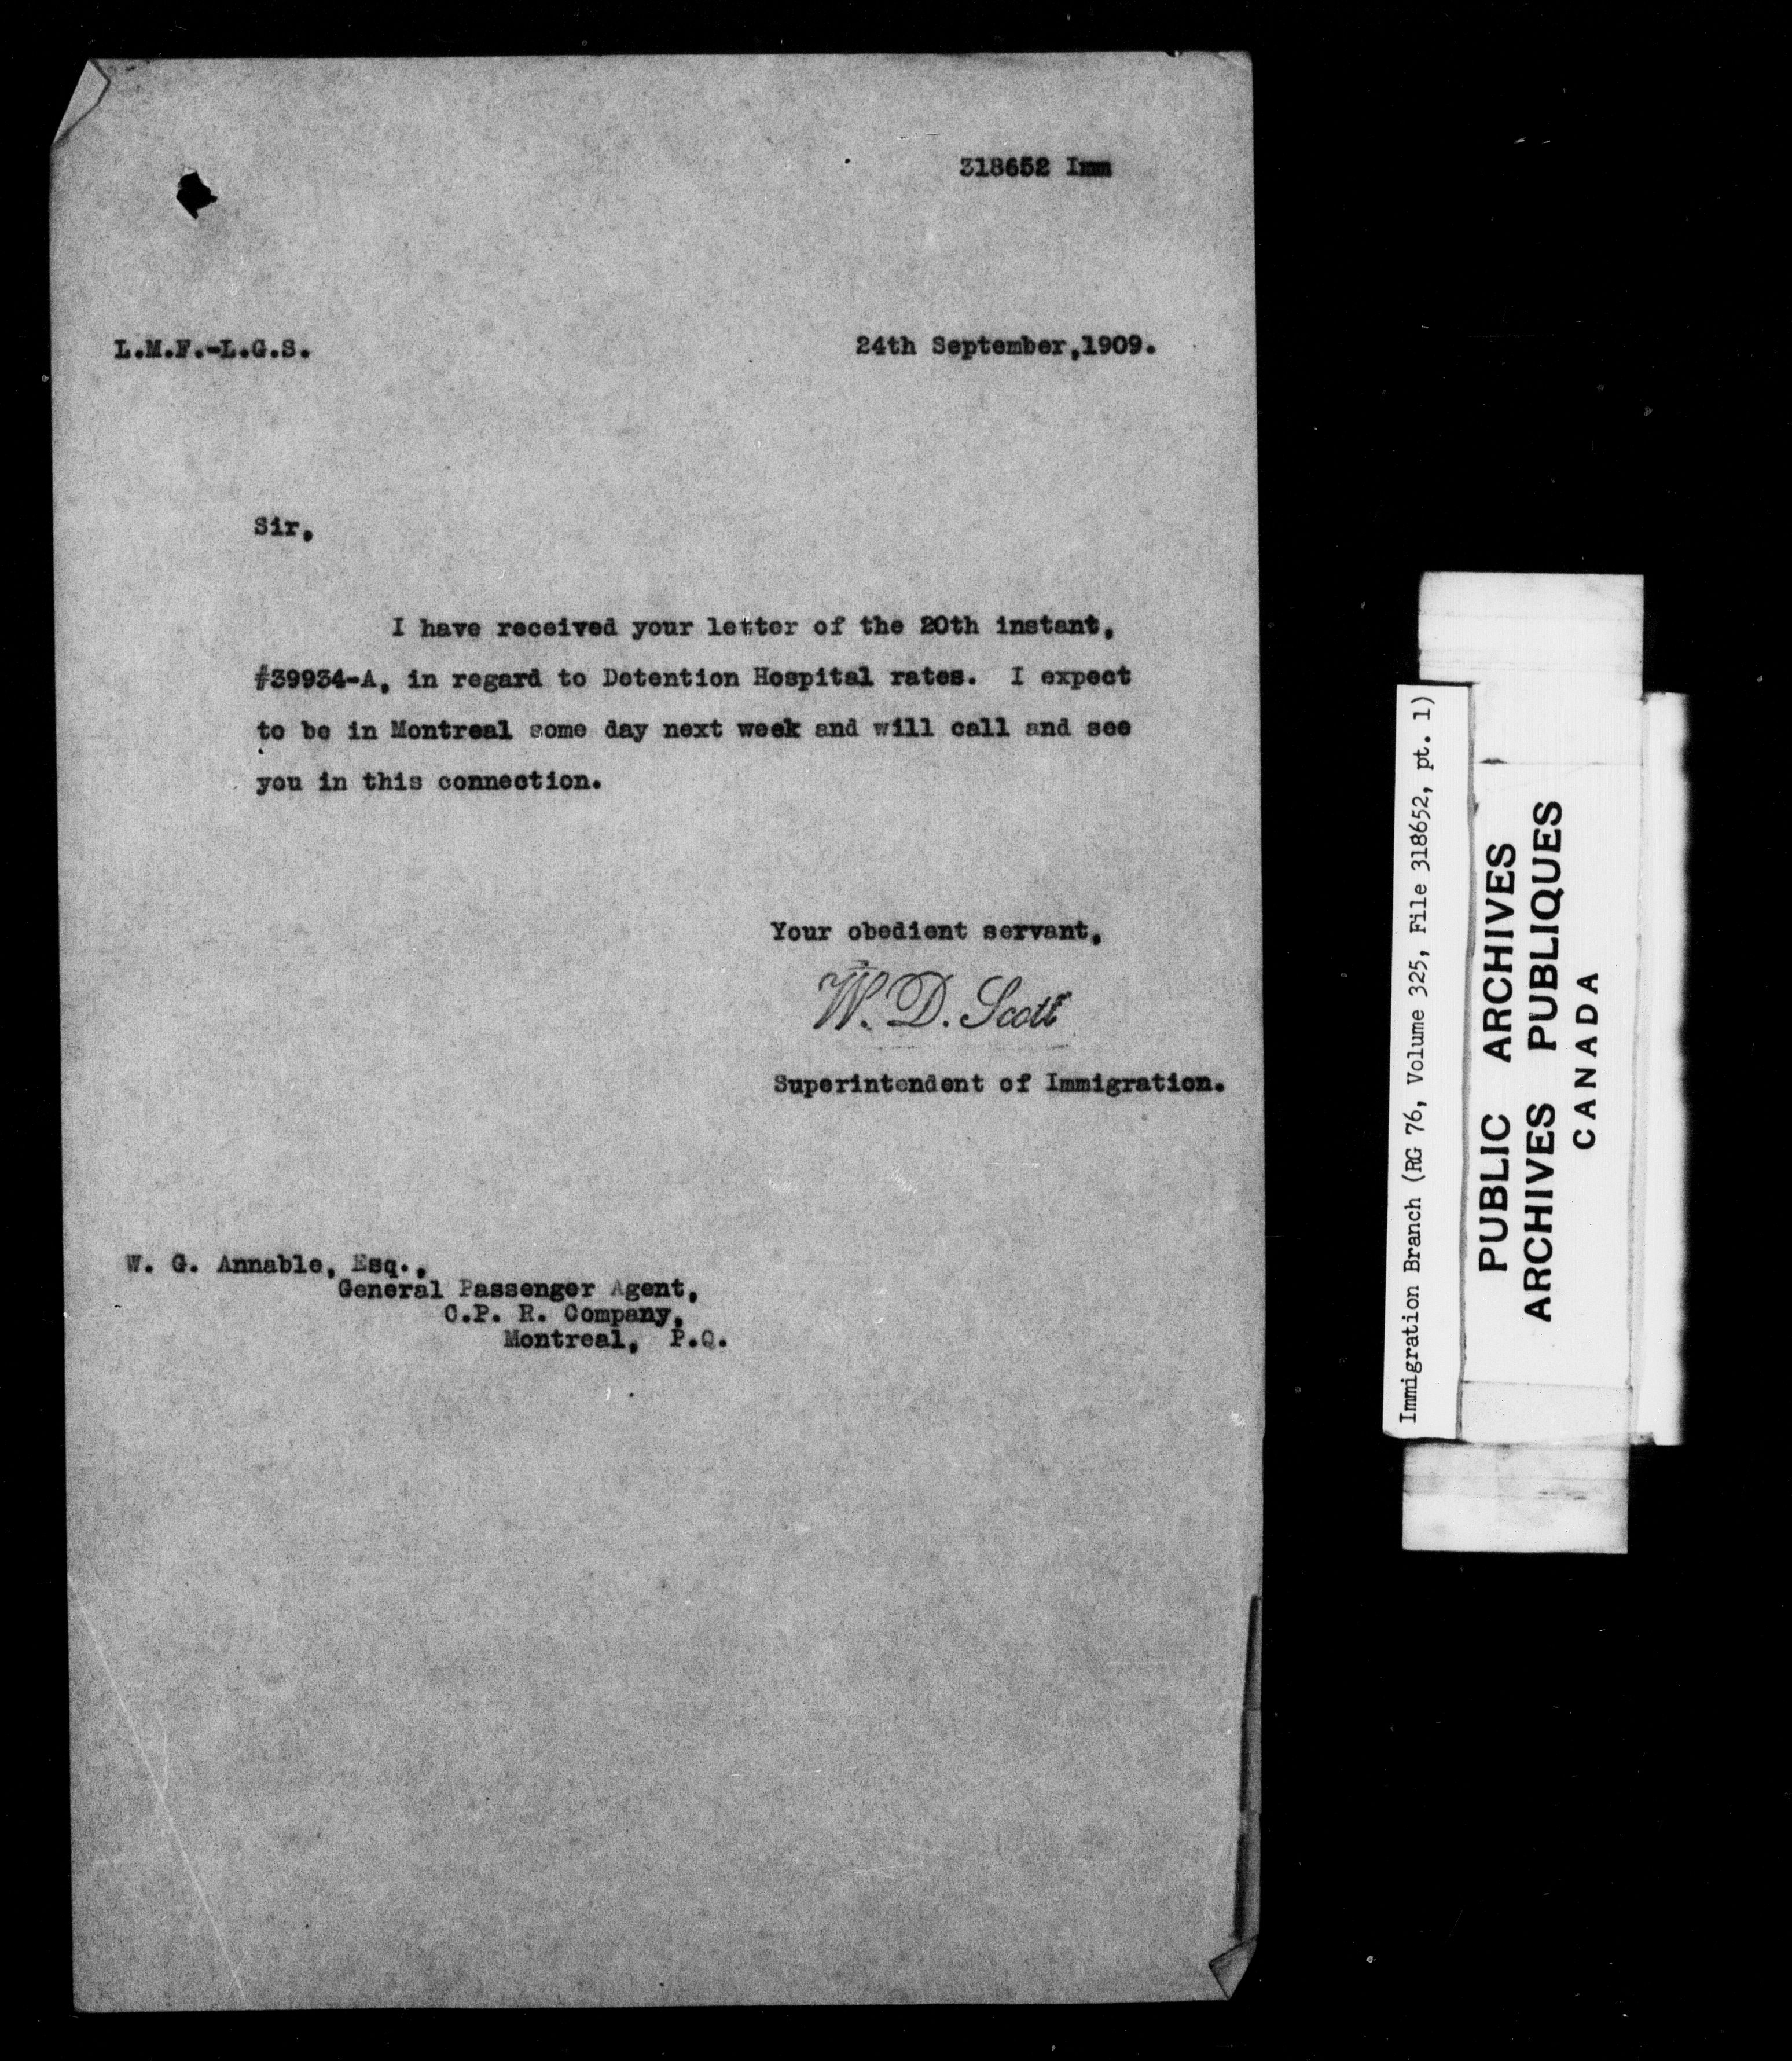 318652 Imm
L.M.F.-L.G.S.
24th September,1909.
Sir,
I have received your letter of the 20th instant,
#39934-A, in regard to Detention Hospital rates. I expect
to be in Montreal some day next week and will call and see
you in this connection.
Your obedient servant,
W. D. Scott
Superintendent of Immigration.
W. G. Annable, Esq.,
General Passenger Agent,
C.P. R. Company,
Montreal, P.Q.
Immigration Branch (RG 76, Volume 325, File 318652, pt. 1)
PUBLIC ARCHIVES
ARCHIVES PUBLIQUES
CANADA